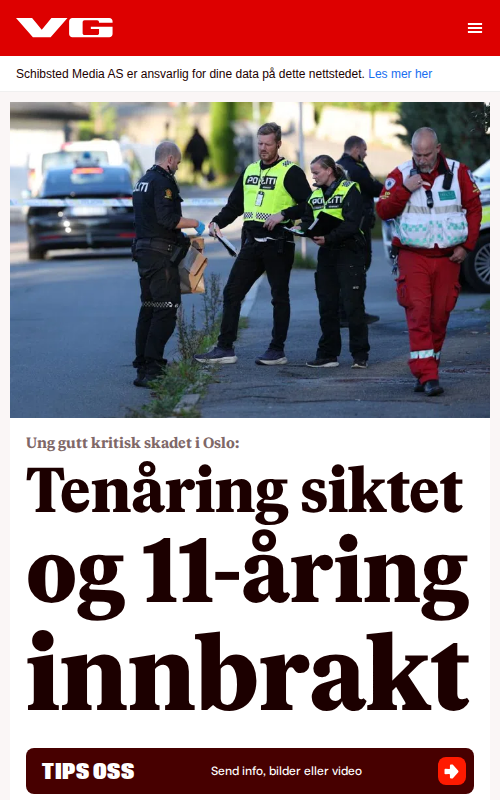 VG
Schibsted Media AS er ansvarlig for dine data på dette nettstedet. Les mer her
POLITI
POLITI
Ung gutt kritisk skadet i Oslo:
Tenåring siktet
og 11-åring
innbrakt
TIPS OSS
Send info, bilder eller video